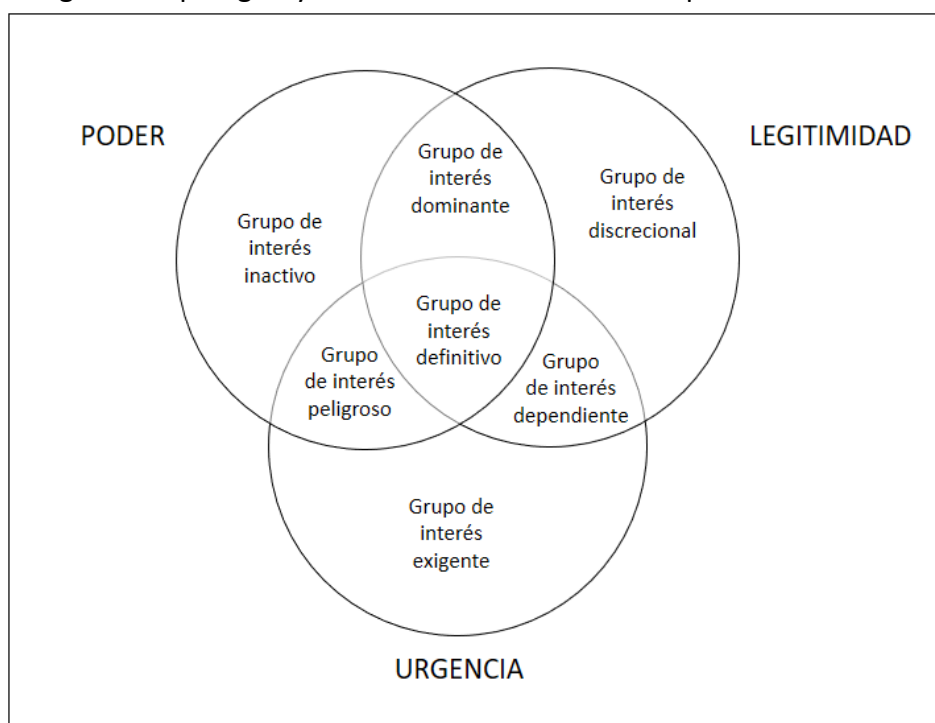 PODER
LEGITIMIDAD
Grupo de
interés
dominante
Grupo de
interés
discrecional
Grupo de
interés
inactivo
Grupo de
interés
definitivo
Grupo
de interés
peligroso
Grupo
de interés
dependiente
Grupo de
interés
exigente
URGENCIA